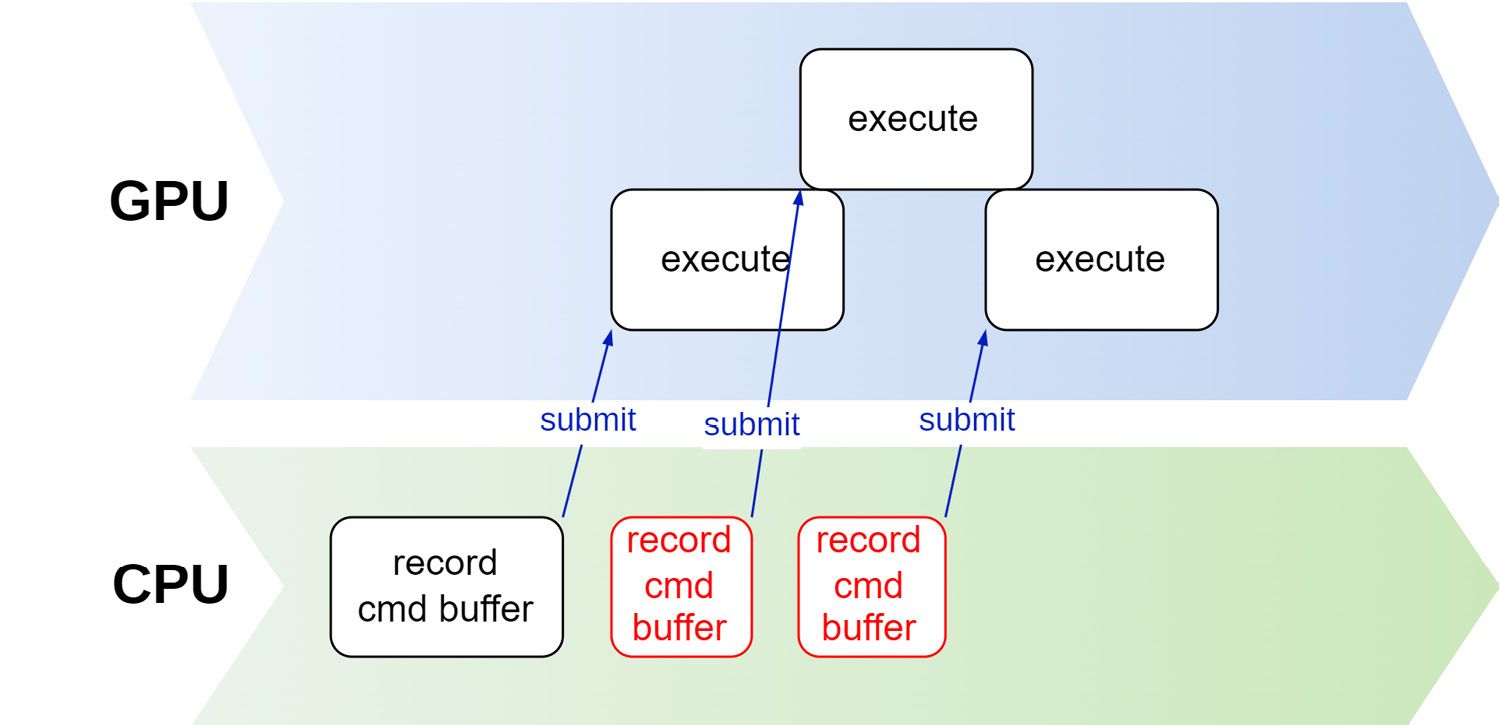 GPU
execute
execute
execute
submit
submit
submit
CPU
record
cmd buffer
record
cmd
buffer
record
cmd
buffer